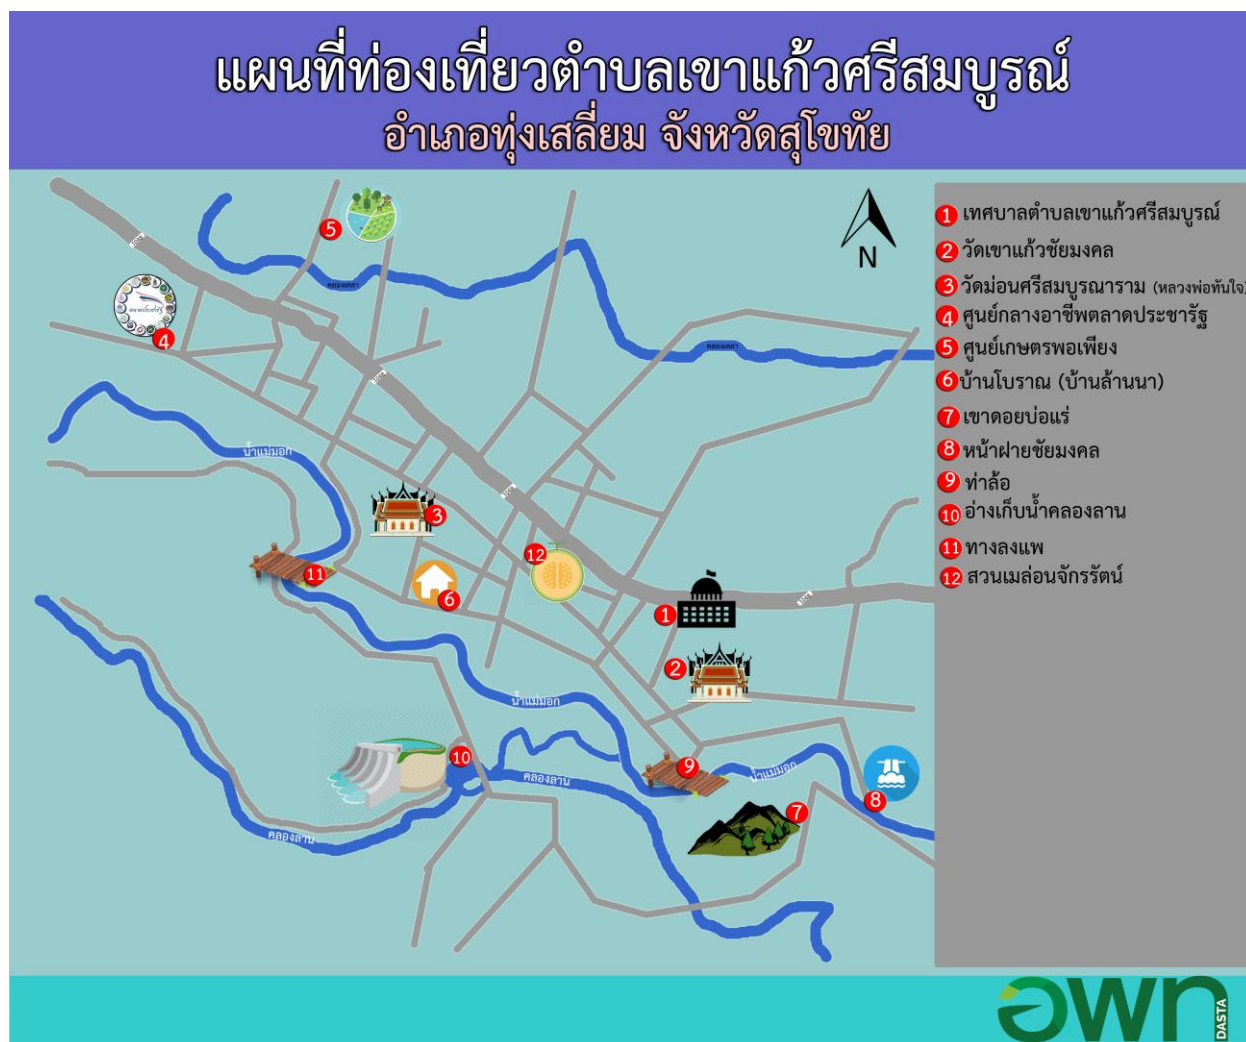 แผนที่ท่องเที่ยวตำบลเขาแก้วศรีสมบูรณ์
อำเภอทุ่งเสลี่ยม จังหวัดสุโขทัย
N
1 เทศบาลตำบลเขาแก้วศรีสมบูรณ์
2 วัดเขาแก้วชัยมงคล
3 วัดม่อนศรีสมบูรณาราม (หลวงพ่อทันใจ)
4 ศูนย์กลางอาชีพตลาดประชารัฐ
5 ศูนย์เกษตรพอเพียง
6 บ้านโบราณ (บ้านล้านนา)
7 เขาดอยบ่อแร่
8 หน้าฝายชัยมงคล
9 ท่าล้อ
10 อ่างเก็บน้ำคลองลาน
11 ทางลงแพ
12 สวนเมล่อนจักรรัตน์
5
4
น้ำแม่มอก
3
12
11
6
1
2
น้ำแม่มอก
10
9
คลองลาน
น้ำแม่มอก
8
7
คลองลาน
อพท
DASTA